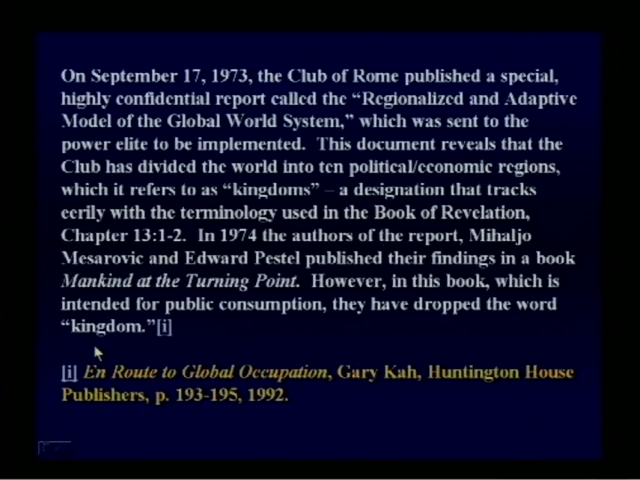 On September 17, 1973, the Club of Rome published a special,
highly confidential report called the “Regionalized and Adaptive
Model of the Global World System,” which was sent to the
power elite to be implemented.  This document reveals that the
Club has divided the world into ten political/economic regions,
which it refers to as “kingdoms” – a designation that tracks
eerily with the terminology used in the Book of Revelation,
Chapter 13:1-2.  In 1974 the authors of the report, Mihaljo
Mesarovic and Edward Pestel published their findings in a book
Mankind at the Turning Point.  However, in this book, which is
intended for public consumption, they have dropped the word
“kingdom.”[i]
[i] En Route to Global Occupation, Gary Kah, Huntington House
Publishers, p. 193-195, 1992.